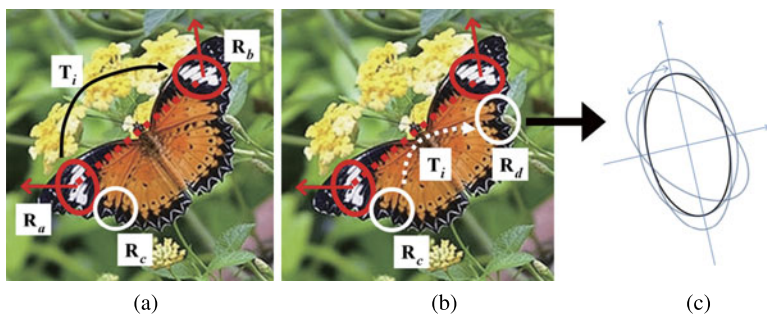 R_b
T_i
R_a
R_c
T_i
R_d
R_c
(a)
(b)
(c)